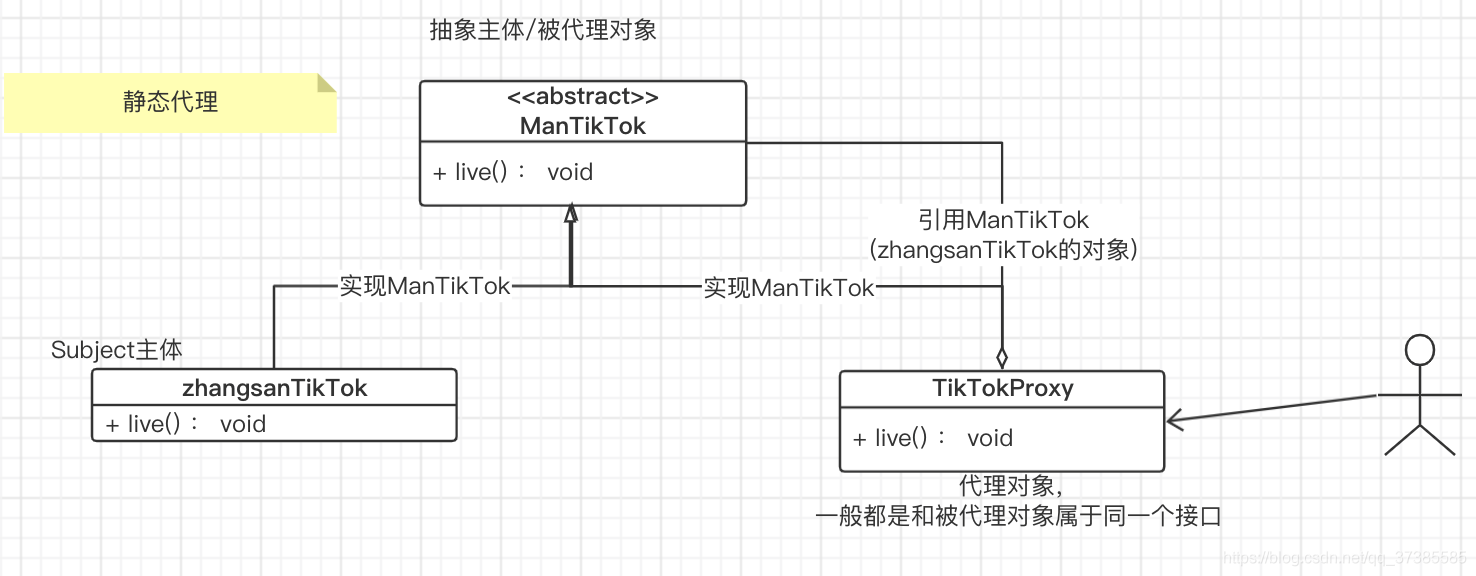 抽象主体/被代理对象
静态代理
<<abstract>>
ManTikTok
+ live()： void
引用ManTikTok
(zhangsanTikTok的对象)
实现ManTikTok
实现ManTikTok
Subject主体
zhangsanTikTok
+ live()： void
TikTokProxy
+ live()： void
代理对象，
一般都是和被代理对象属于同一个接口
https://blog.csdn.net/qq_37385585